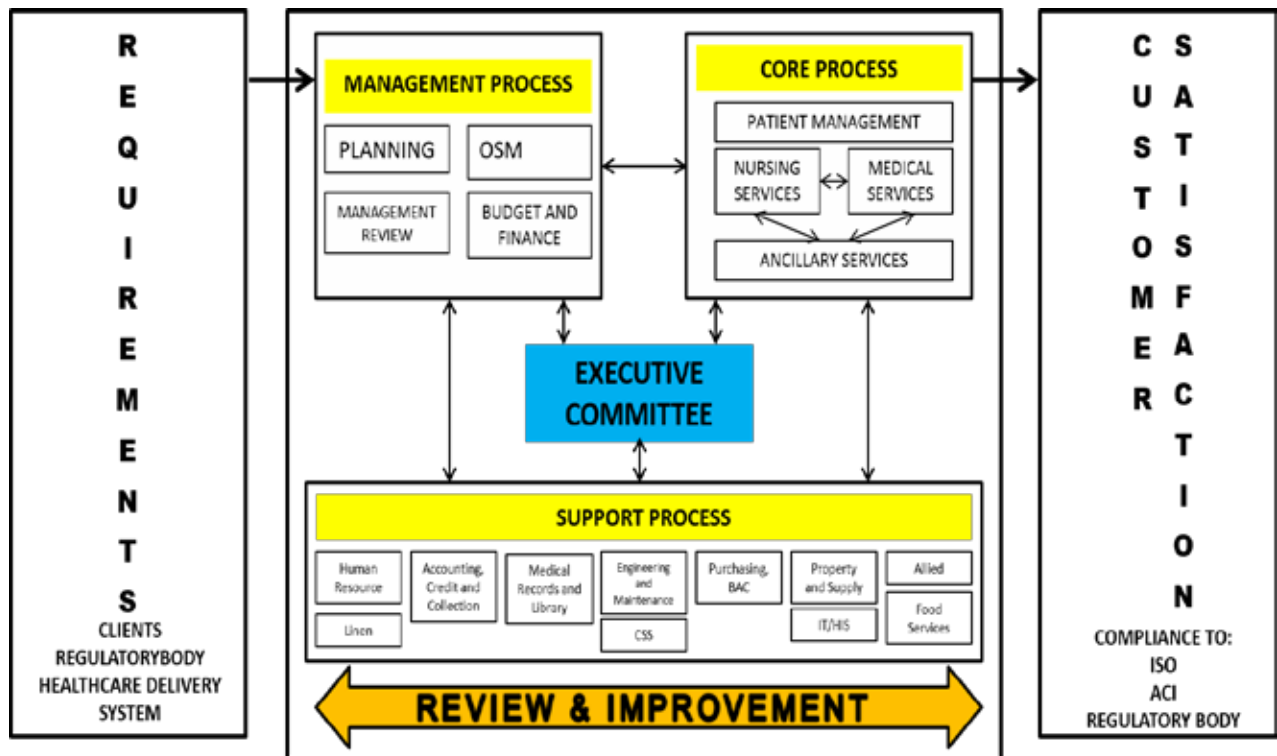 REQUIREMENTS
CLIENTS
REGULATORYBODY
HEALTHCARE DELIVERY
SYSTEM
MANAGEMENT PROCESS
PLANNING
OSM
MANAGEMENT
REVIEW
BUDGET AND
FINANCE
CORE PROCESS
PATIENT MANAGEMENT
NURSING
SERVICES
MEDICAL
SERVICES
ANCILLARY SERVICES
EXECUTIVE
COMMITTEE
SUPPORT PROCESS
Human
Resource
Linen
Accounting,
Credit and
Collection
Medical
Records and
Library
Engineering
and
Maintenance
CSS
Purchasing,
BAC
Property
and Supply
IT/HIS
Allied
Food
Services
REVIEW & IMPROVEMENT
CUSTOMER
SATISFACTION
COMPLIANCE TO:
ISO
ACI
REGULATORY BODY